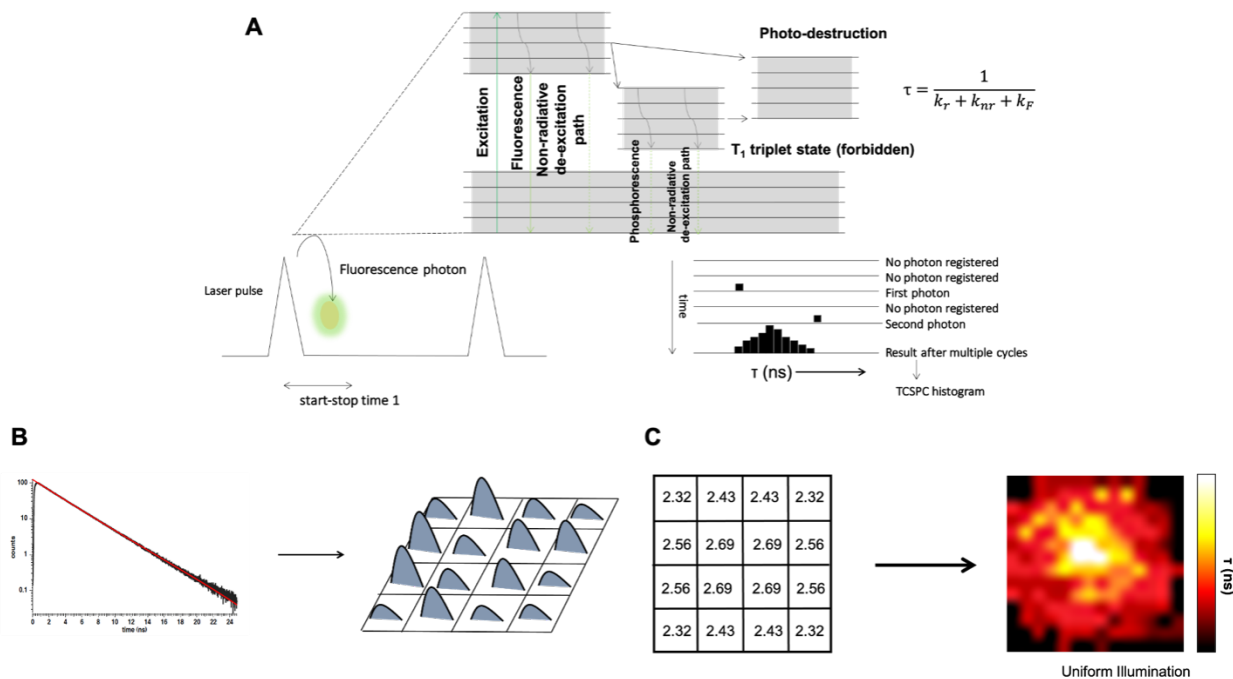 A
Photo-destruction
τ = 1 / (k_r + k_nr + k_F)
Excitation
Fluorescence
Non-radiative
de-excitation
path
T1 triplet state (forbidden)
Phosphorescence
Non-radiative
de-excitation path
Laser pulse
Fluorescence photon
start-stop time 1
time
No photon registered
No photon registered
First photon
No photon registered
Second photon
Result after multiple cycles
τ (ns)
TCSPC histogram
B
counts
100
10
1
0.1
0 2 4 6 8 10 12 14 16 18 20 22 24
time (ns)
C
2.32 2.43 2.43 2.32
2.56 2.69 2.69 2.56
2.56 2.69 2.69 2.56
2.32 2.43 2.43 2.32
τ (ns)
Uniform Illumination